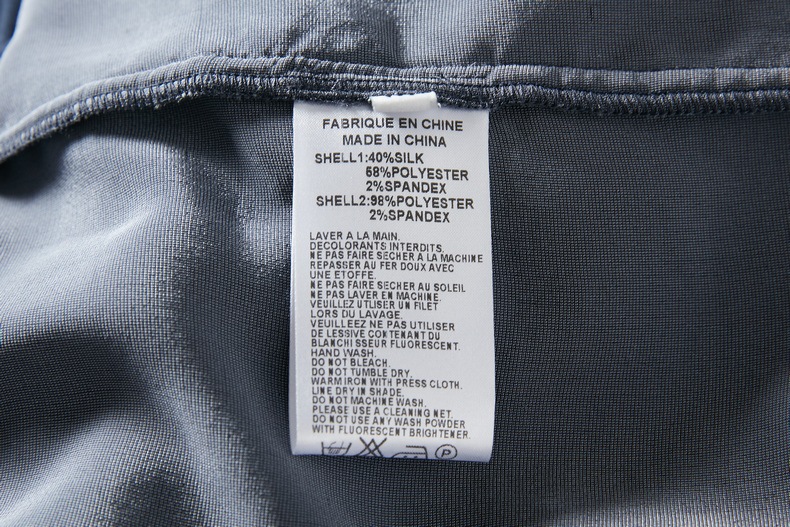 FABRIQUE EN CHINE
MADE IN CHINA
SHELL1:40%SILK
58%POLYESTER
2%SPANDEX
SHELL2:98%POLYESTER
2%SPANDEX
LAVER A LA MAIN.
DECOLORANTS INTERDITS.
NE PAS FAIRE SECHER A LA MACHINE
REPASSER AU FER DOUX AVEC
UNE ETOFFE.
NE PAS FAIRE SECHER AU SOLEIL
NE PAS LAVER EN MACHINE.
VEUILLEZ UTLISER UN FILET
LORS DU LAVAGE.
VEUILLEEZ NE PAS UTILISER
DE LESSIVE CONTENANT DU
BLANCHI SSEUR FLUORESCENT.
HAND WASH.
DO NOT BLEACH.
DO NOT TUMBLE DRY.
WARM IRON WITH PRESS CLOTH.
LINE DRY IN SHADE.
DO NOT MACHINE WASH.
PLEASE USE A CLEANING NET.
DO NOT USE ANY WASH POWDER
WITH FLUORESCENT BRIGHTENER.
P